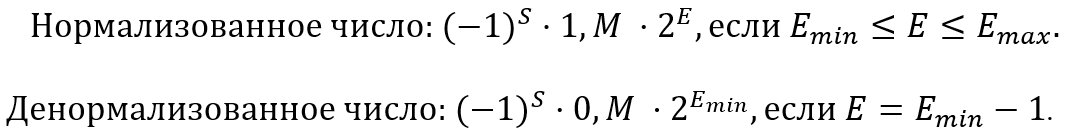 Нормализованное число: (−1)^S · 1, M · 2^E, если E_min ≤ E ≤ E_max.
Денормализованное число: (−1)^S · 0, M · 2^{E_min}, если E = E_min − 1.